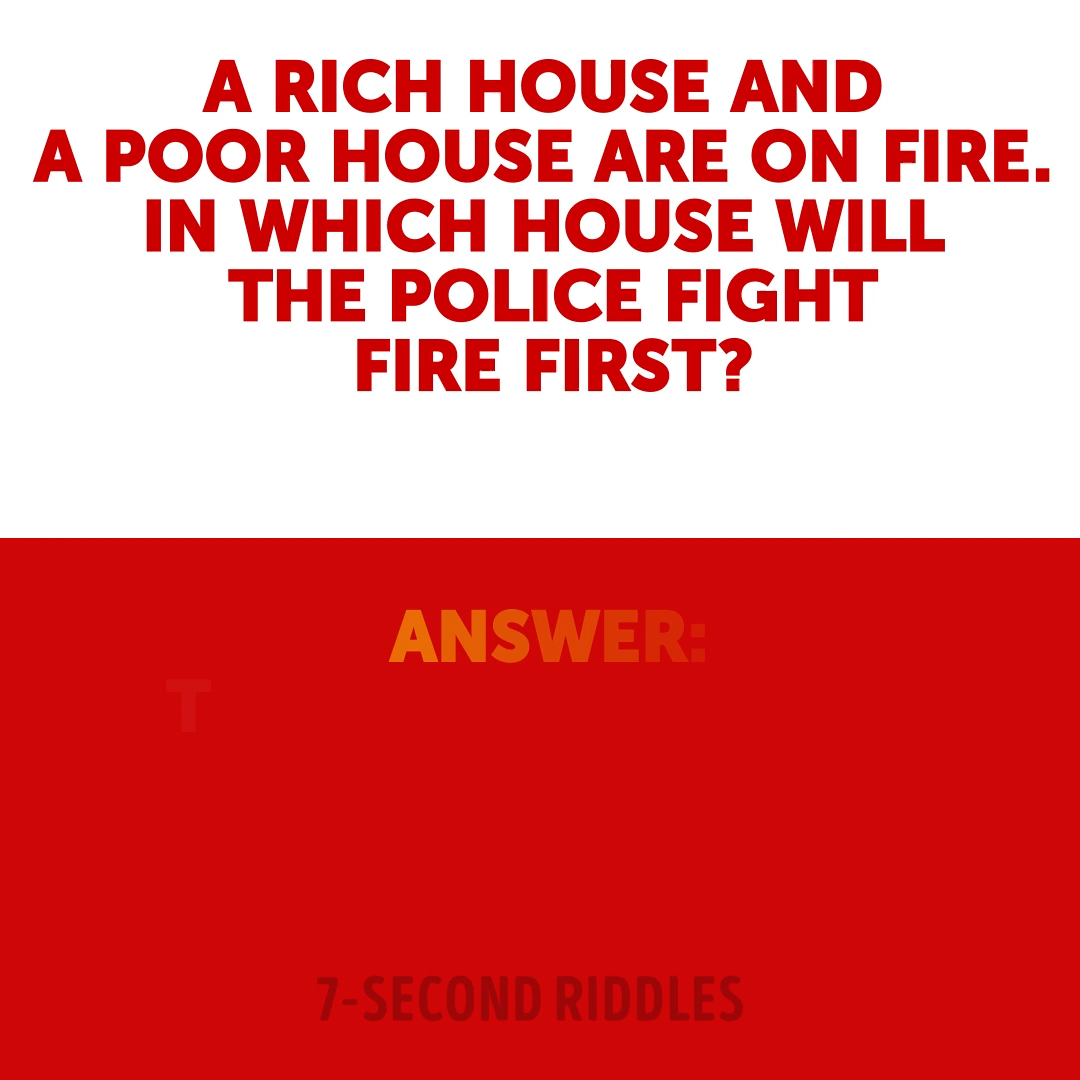 A RICH HOUSE AND
A POOR HOUSE ARE ON FIRE.
IN WHICH HOUSE WILL
THE POLICE FIGHT
FIRE FIRST?
ANSWER:
T
7-SECOND RIDDLES